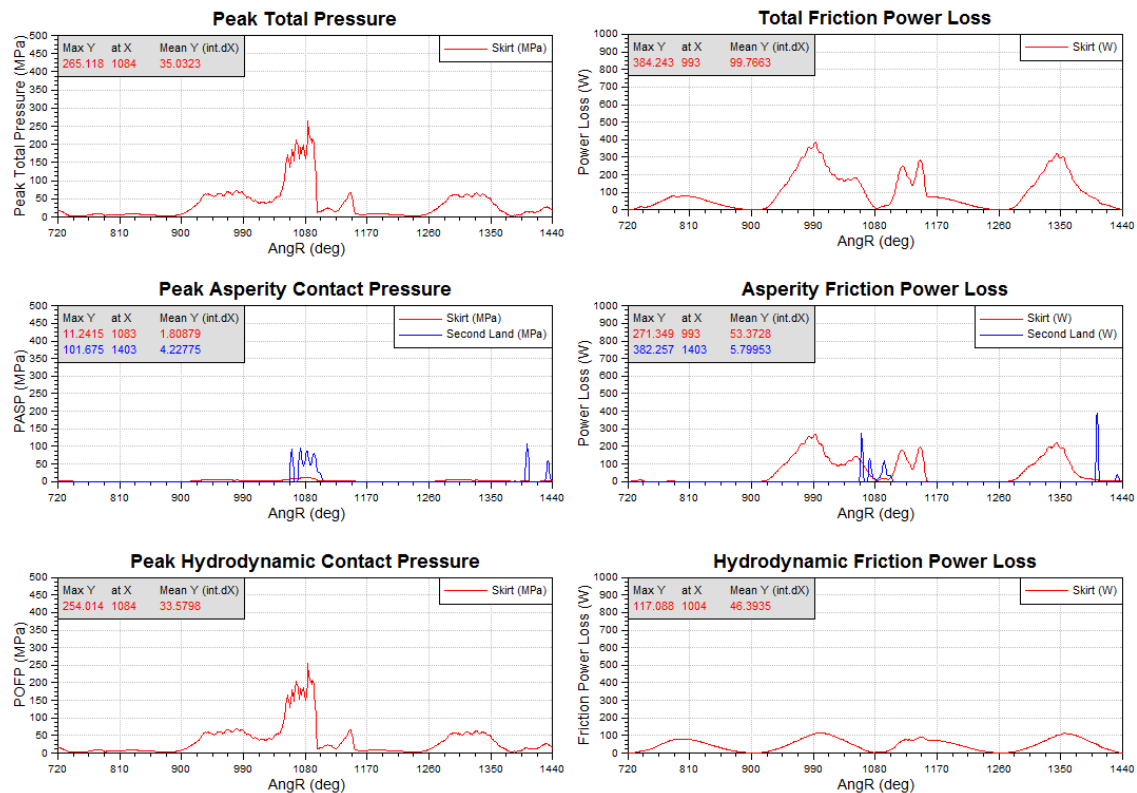 Peak Total Pressure
Max Y at X Mean Y (int.dX)
265.118 1084 35.0323
Skirt (MPa)
Peak Total Pressure (MPa)
500
450
400
350
300
250
200
150
100
50
0
720 810 900 990 1080 1170 1260 1350 1440
AngR (deg)
Total Friction Power Loss
Max Y at X Mean Y (int.dX)
384.243 993 99.7663
Skirt (W)
Power Loss (W)
1000
900
800
700
600
500
400
300
200
100
0
720 810 900 990 1080 1170 1260 1350 1440
AngR (deg)
Peak Asperity Contact Pressure
Max Y at X Mean Y (int.dX)
11.2415 1083 1.80879
101.675 1403 4.22775
Skirt (MPa)
Second Land (MPa)
PASP (MPa)
500
450
400
350
300
250
200
150
100
50
0
720 810 900 990 1080 1170 1260 1350 1440
AngR (deg)
Asperity Friction Power Loss
Max Y at X Mean Y (int.dX)
271.349 993 53.3728
382.257 1403 5.79953
Skirt (W)
Second Land (W)
Power Loss (W)
1000
900
800
700
600
500
400
300
200
100
0
720 810 900 990 1080 1170 1260 1350 1440
AngR (deg)
Peak Hydrodynamic Contact Pressure
Max Y at X Mean Y (int.dX)
254.014 1084 33.5798
Skirt (MPa)
POFP (MPa)
500
450
400
350
300
250
200
150
100
50
0
720 810 900 990 1080 1170 1260 1350 1440
AngR (deg)
Hydrodynamic Friction Power Loss
Max Y at X Mean Y (int.dX)
117.088 1004 46.3935
Skirt (W)
Friction Power Loss (W)
1000
900
800
700
600
500
400
300
200
100
0
720 810 900 990 1080 1170 1260 1350 1440
AngR (deg)